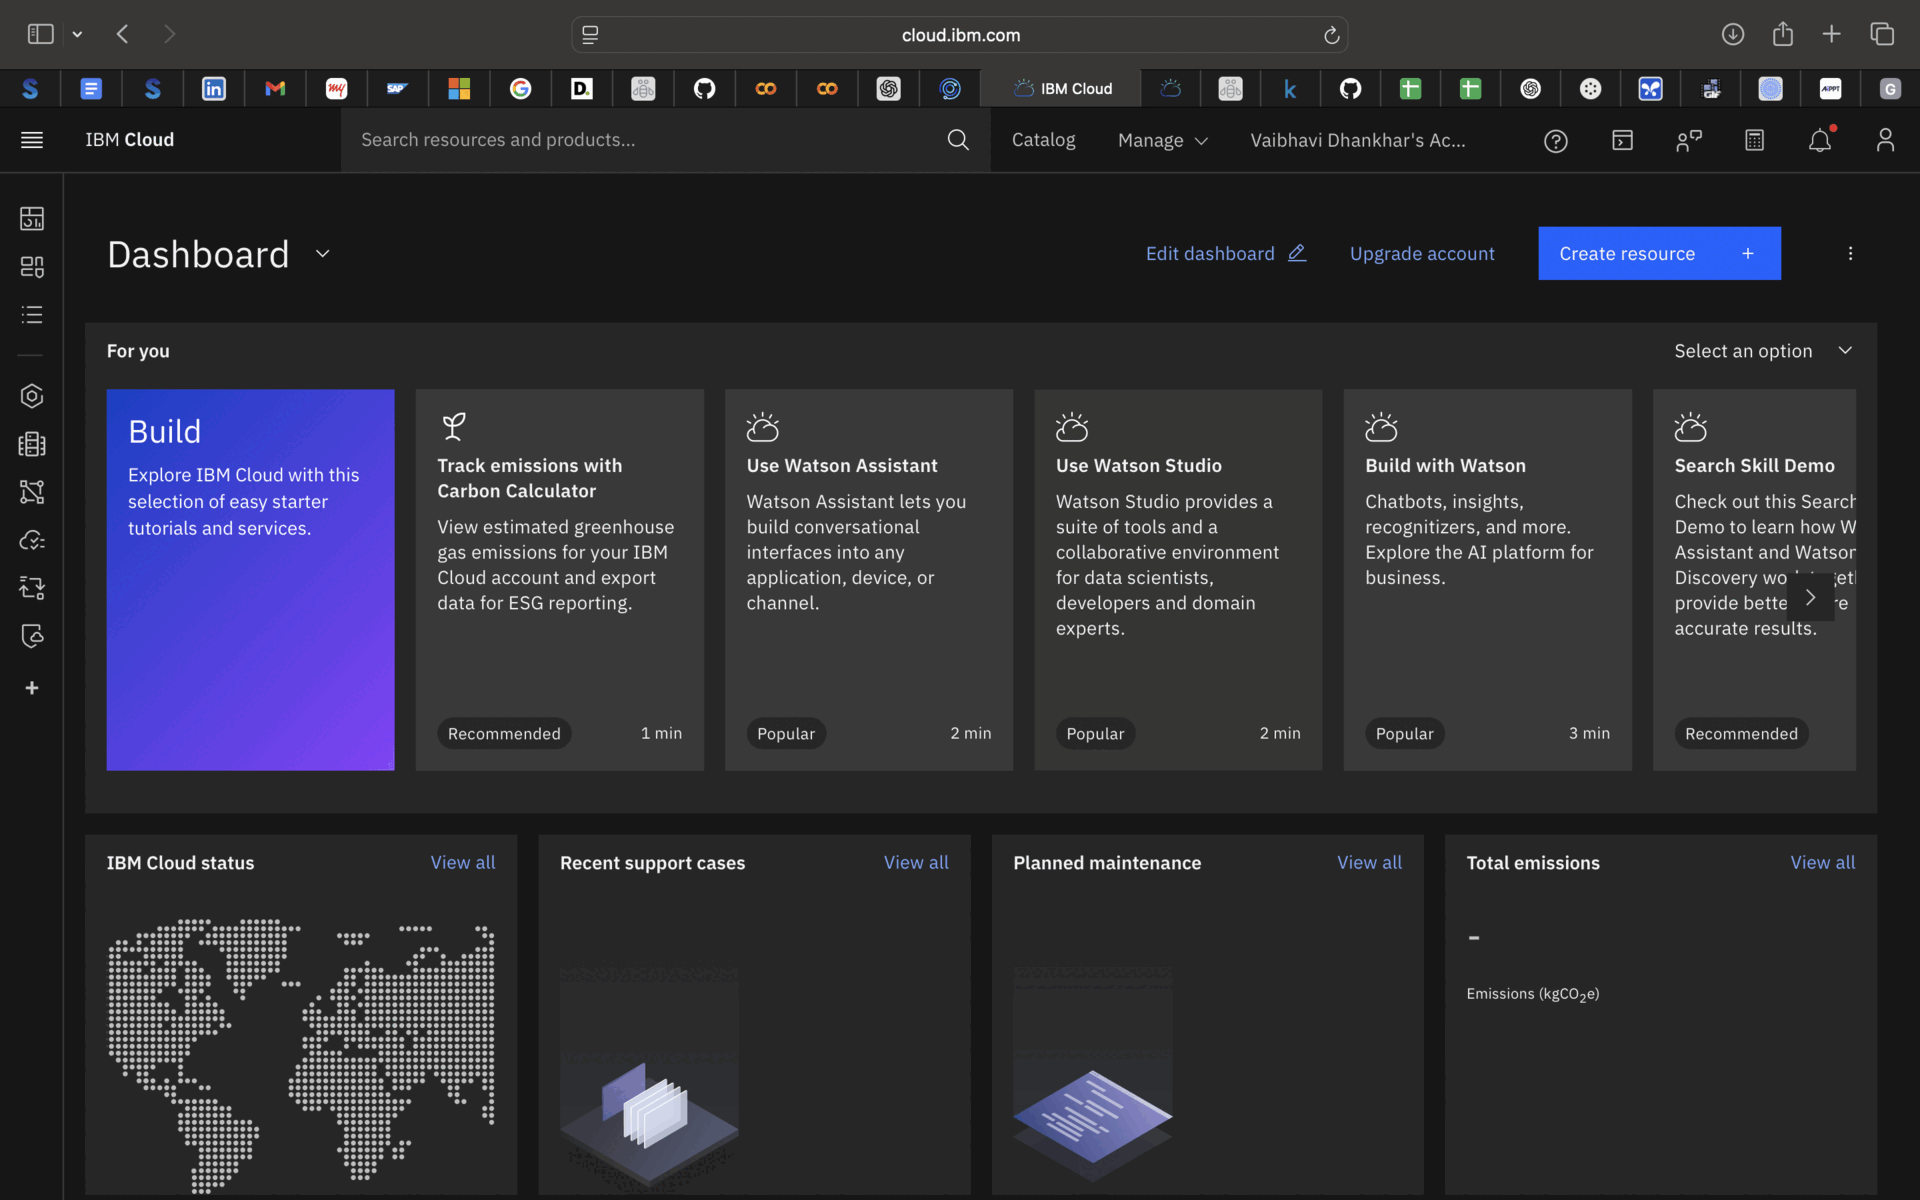 cloud.ibm.com
IBM Cloud
IBM Cloud
Search resources and products...
Catalog
Manage
Vaibhavi Dhankhar's Ac...
Dashboard
Edit dashboard
Upgrade account
Create resource +
For you
Select an option
Build
Explore IBM Cloud with this
selection of easy starter
tutorials and services.
Track emissions with
Carbon Calculator
View estimated greenhouse
gas emissions for your IBM
Cloud account and export
data for ESG reporting.
Recommended
1 min
Use Watson Assistant
Watson Assistant lets you
build conversational
interfaces into any
application, device, or
channel.
Popular
2 min
Use Watson Studio
Watson Studio provides a
suite of tools and a
collaborative environment
for data scientists,
developers and domain
experts.
Popular
2 min
Build with Watson
Chatbots, insights,
recognitizers, and more.
Explore the AI platform for
business.
Popular
3 min
Search Skill Demo
Check out this Search
Demo to learn how W
Assistant and Watson
Discovery
provide
accurate results.
Recommended
IBM Cloud status
View all
Recent support cases
View all
Planned maintenance
View all
Total emissions
View all
-
Emissions (kgCO₂e)